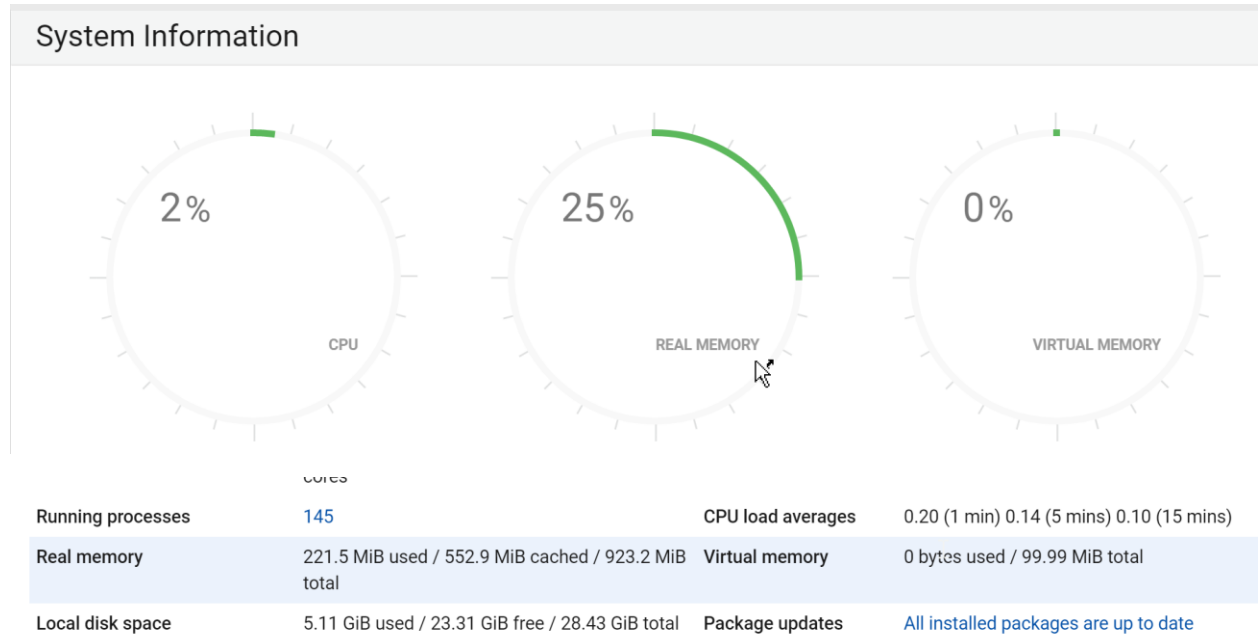 System Information
2%
CPU
25%
REAL MEMORY
0%
VIRTUAL MEMORY
cores
Running processes 145 CPU load averages 0.20 (1 min) 0.14 (5 mins) 0.10 (15 mins)
Real memory 221.5 MiB used / 552.9 MiB cached / 923.2 MiB total Virtual memory 0 bytes used / 99.99 MiB total
Local disk space 5.11 GiB used / 23.31 GiB free / 28.43 GiB total Package updates All installed packages are up to date